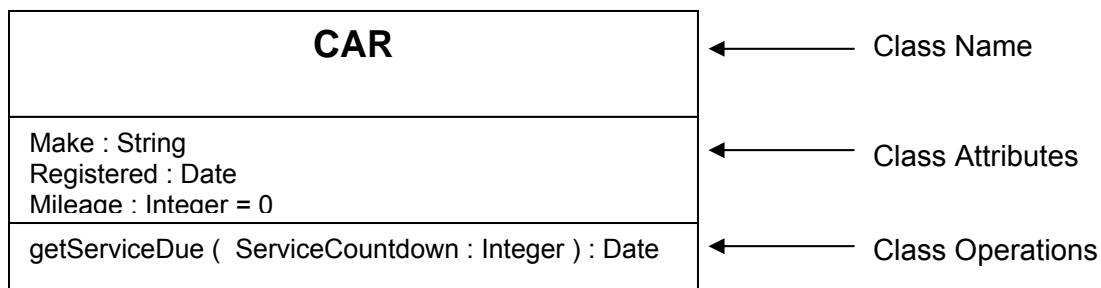 CAR
Class Name
Make : String
Registered : Date
Mileage : Integer = 0
Class Attributes
getServiceDue ( ServiceCountdown : Integer ) : Date
Class Operations